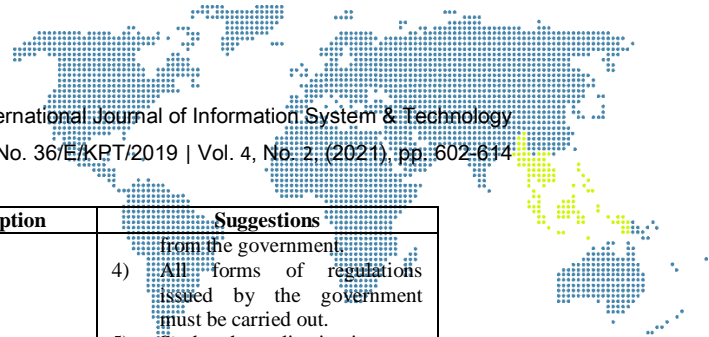 ernational Journal of Information System & Technology
No. 36/E/KPT/2019 | Vol. 4, No. 2, (2021), pp. 602-614
ption Suggestions
from the government.
4) All forms of regulations
issued by the government
must be carried out.